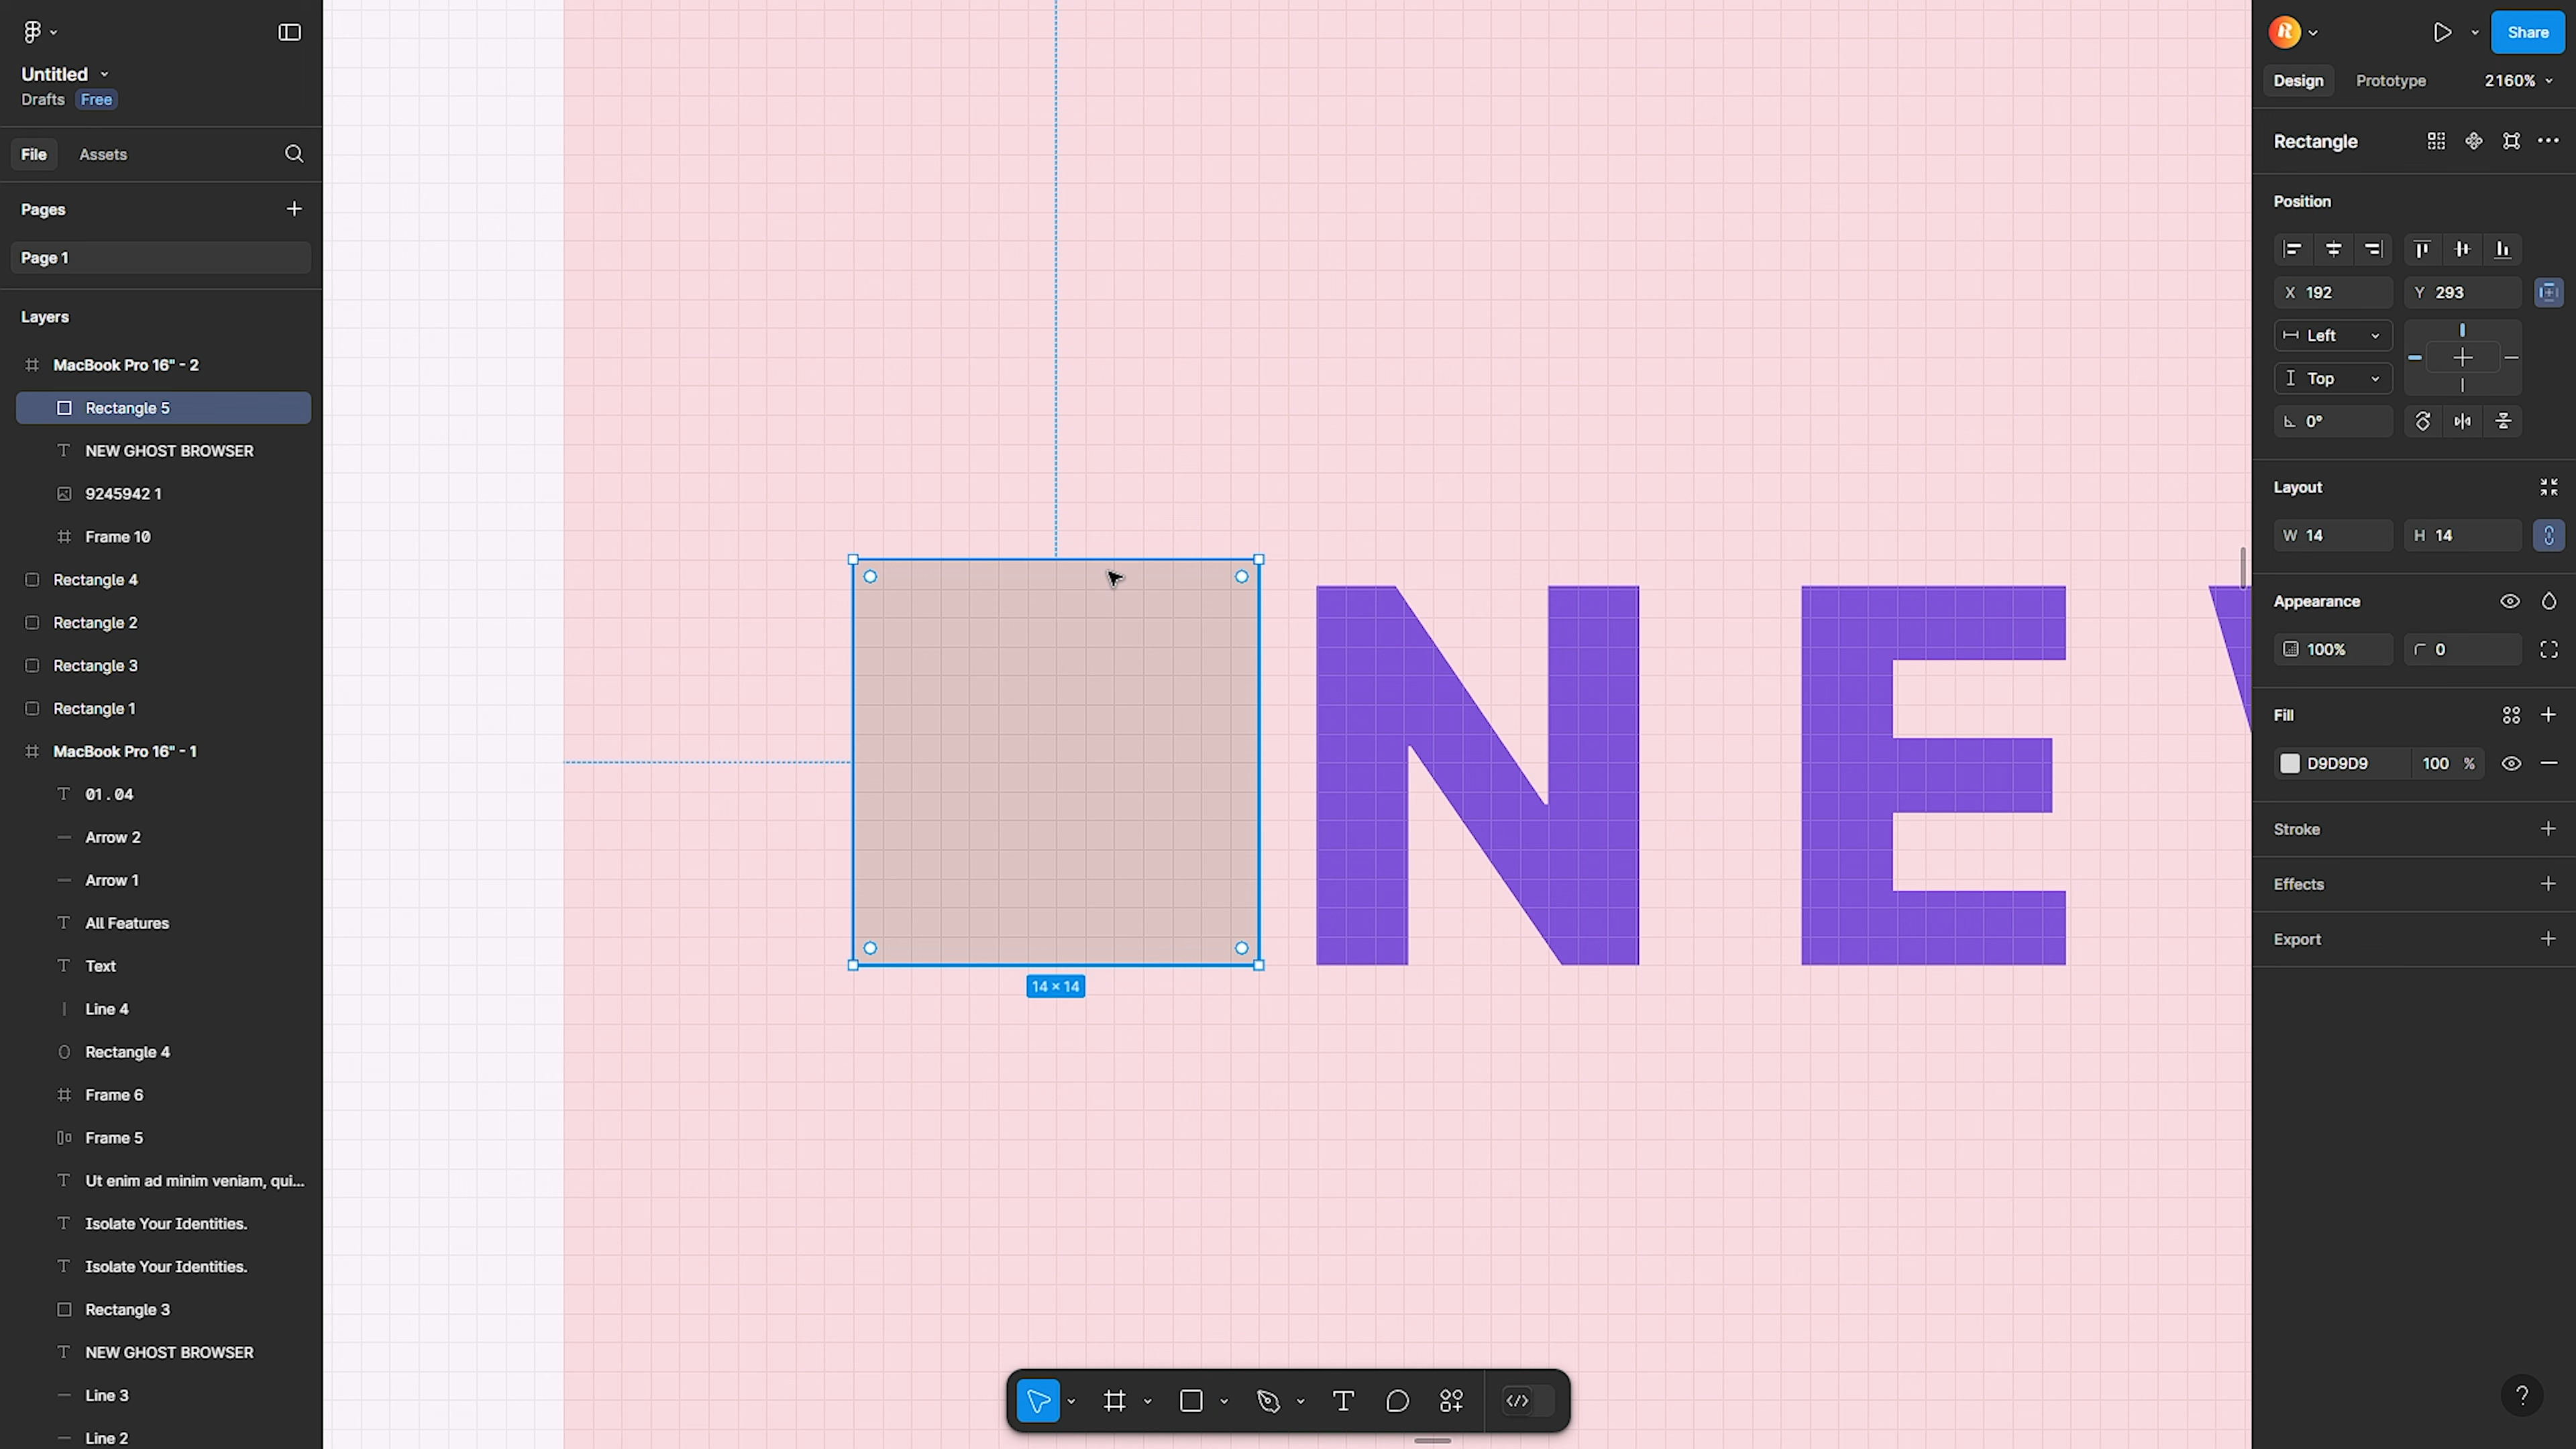 Untitled
Drafts Free
File Assets
Pages
Page 1
Layers
MacBook Pro 16" - 2
Rectangle 5
NEW GHOST BROWSER
9245942 1
Frame 10
Rectangle 4
Rectangle 2
Rectangle 3
Rectangle 1
MacBook Pro 16" - 1
01 . 04
Arrow 2
Arrow 1
All Features
Text
Line 4
Rectangle 4
Frame 6
Frame 5
Ut enim ad minim veniam, qui...
Isolate Your Identities.
Isolate Your Identities.
Rectangle 3
NEW GHOST BROWSER
Line 3
Line 2
N E
14 × 14
Share
Design Prototype 2160%
Rectangle
Position
X 192 Y 293
Left
Top
0°
Layout
W 14 H 14
Appearance
100% 0
Fill
D9D9D9 100 %
Stroke
Effects
Export
?